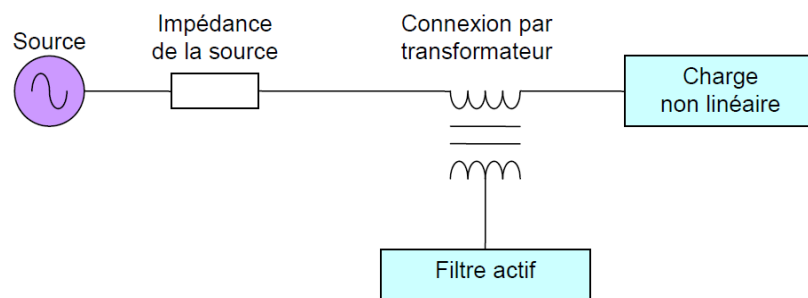 Source
Impédance
de la source
Connexion par
transformateur
Charge
non linéaire
Filtre actif